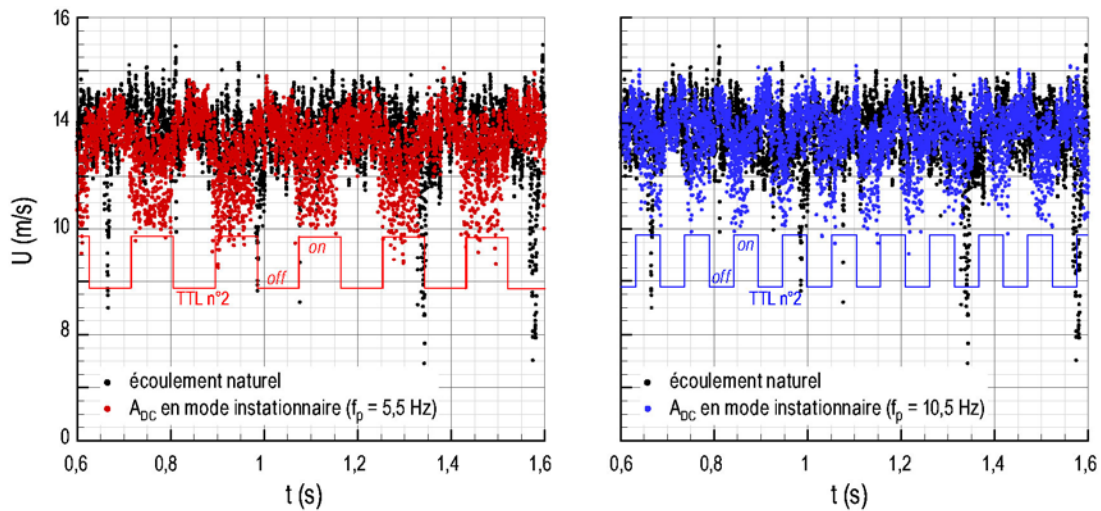 16
14
12
10
8
0
U (m/s)
on
off
TTL n°2
écoulement naturel
A_DC en mode instationnaire (f_p = 5,5 Hz)
0,6 0,8 1 1,2 1,4 1,6
t (s)
on
off
TTL n°2
écoulement naturel
A_DC en mode instationnaire (f_p = 10,5 Hz)
0,6 0,8 1 1,2 1,4 1,6
t (s)